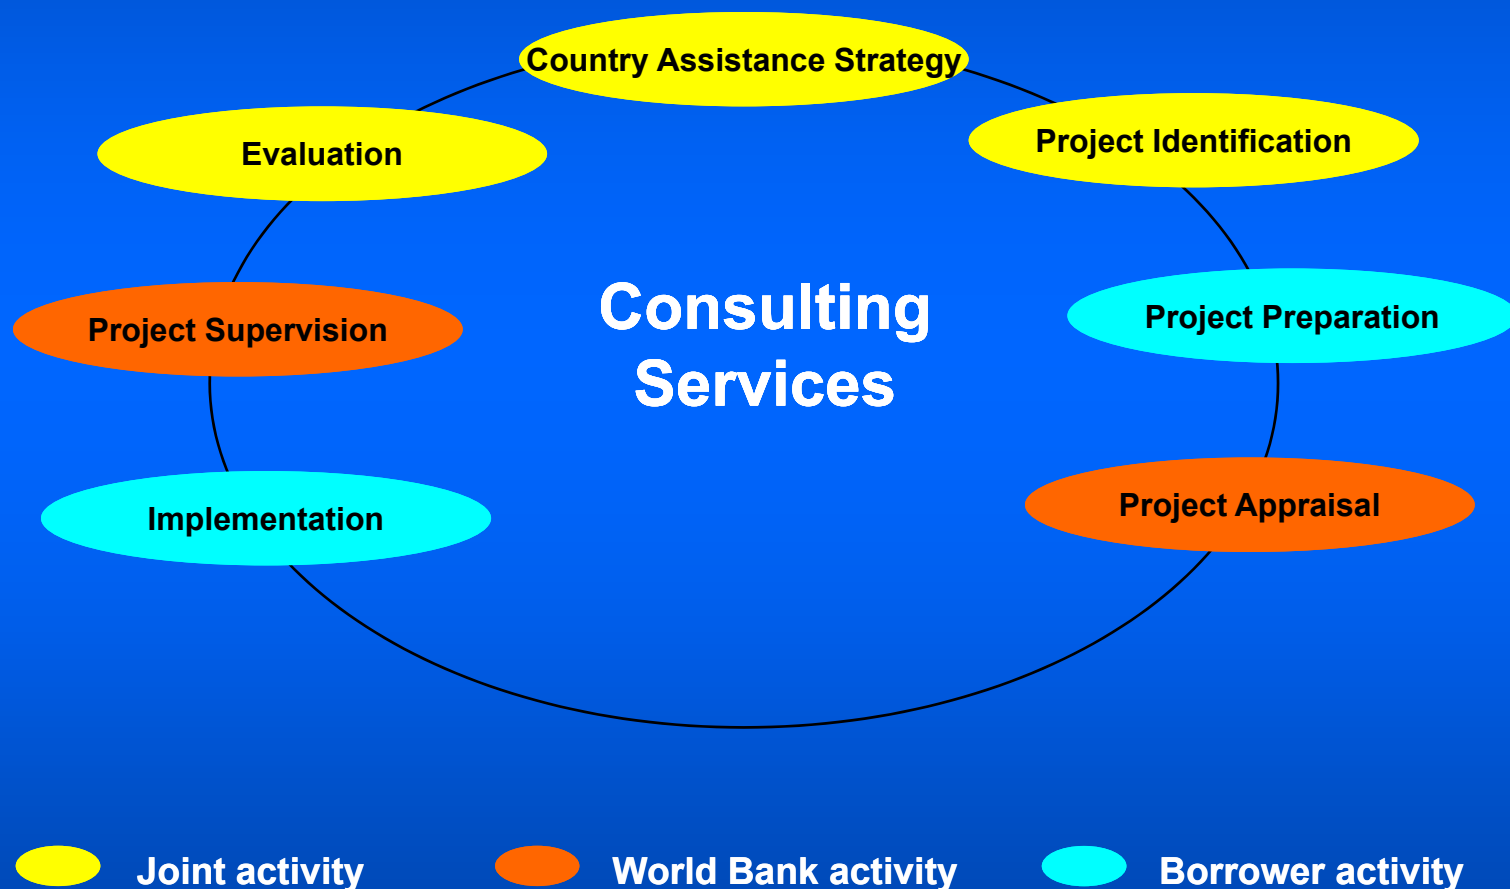 Country Assistance Strategy
Evaluation
Project Identification
Consulting
Services
Project Supervision
Project Preparation
Implementation
Project Appraisal
Joint activity
World Bank activity
Borrower activity